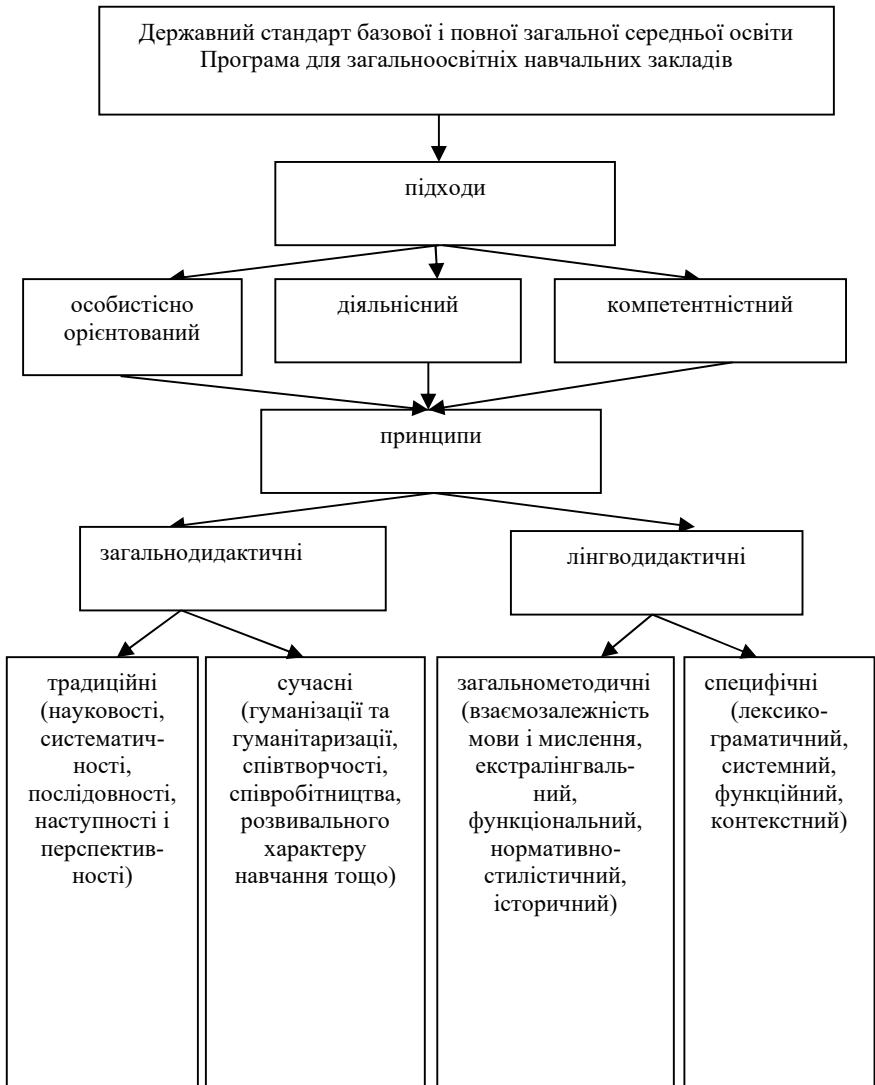 Державний стандарт базової і повної загальної середньої освіти
Програма для загальноосвітніх навчальних закладів
підходи
особистісно
орієнтований
діяльнісний
компетентністний
принципи
загальнодидактичні
лінгводидактичні
традиційні
(науковості,
систематич-
ності,
послідовності,
наступності і
перспектив-
ності)
сучасні
(гуманізації та
гуманітаризації,
співтворчості,
співробітництва,
розвивального
характеру
навчання тощо)
загальнометодичні
(взаємозалежність
мови і мислення,
екстралінгваль-
ний,
функціональний,
нормативно-
стилістичний,
історичний)
специфічні
(лексико-
граматичний,
системний,
функційний,
контекстний)